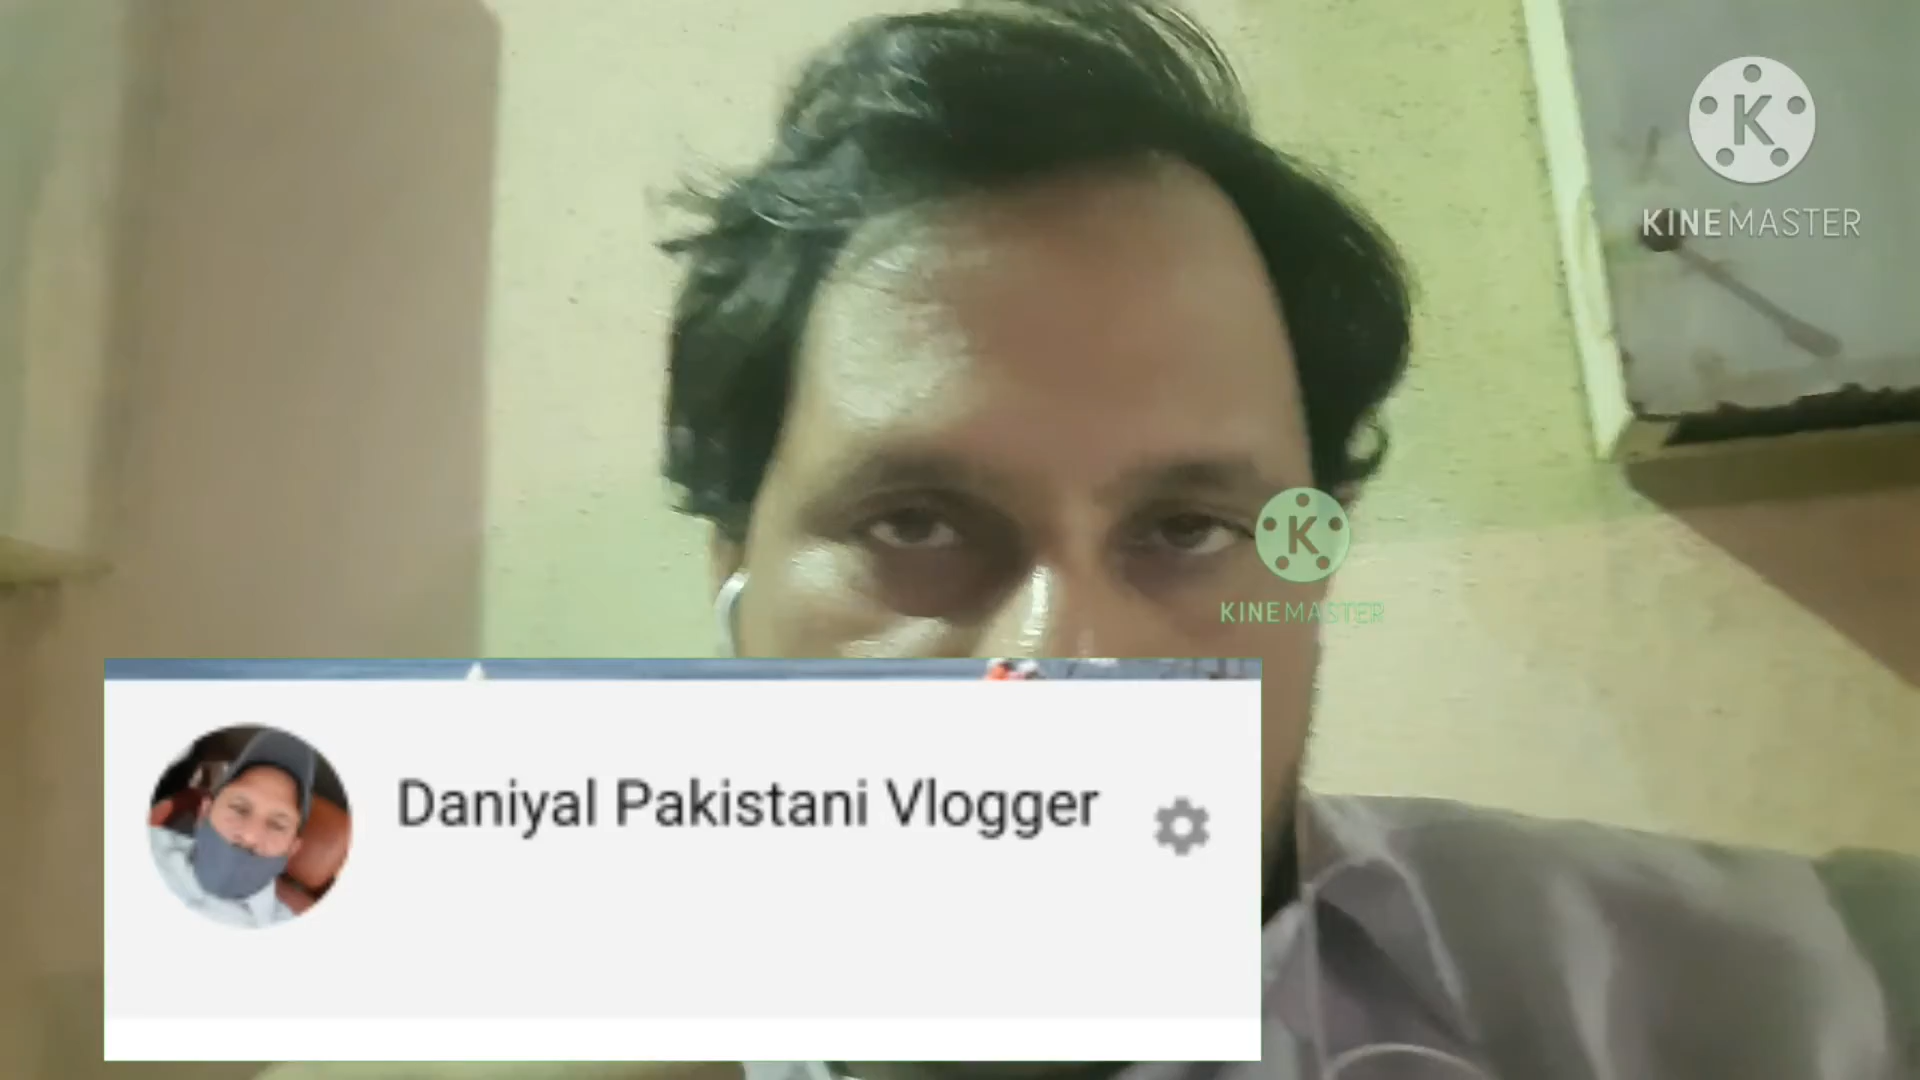 K
KINEMASTER
K
KINEMASTER
Daniyal Pakistani Vlogger